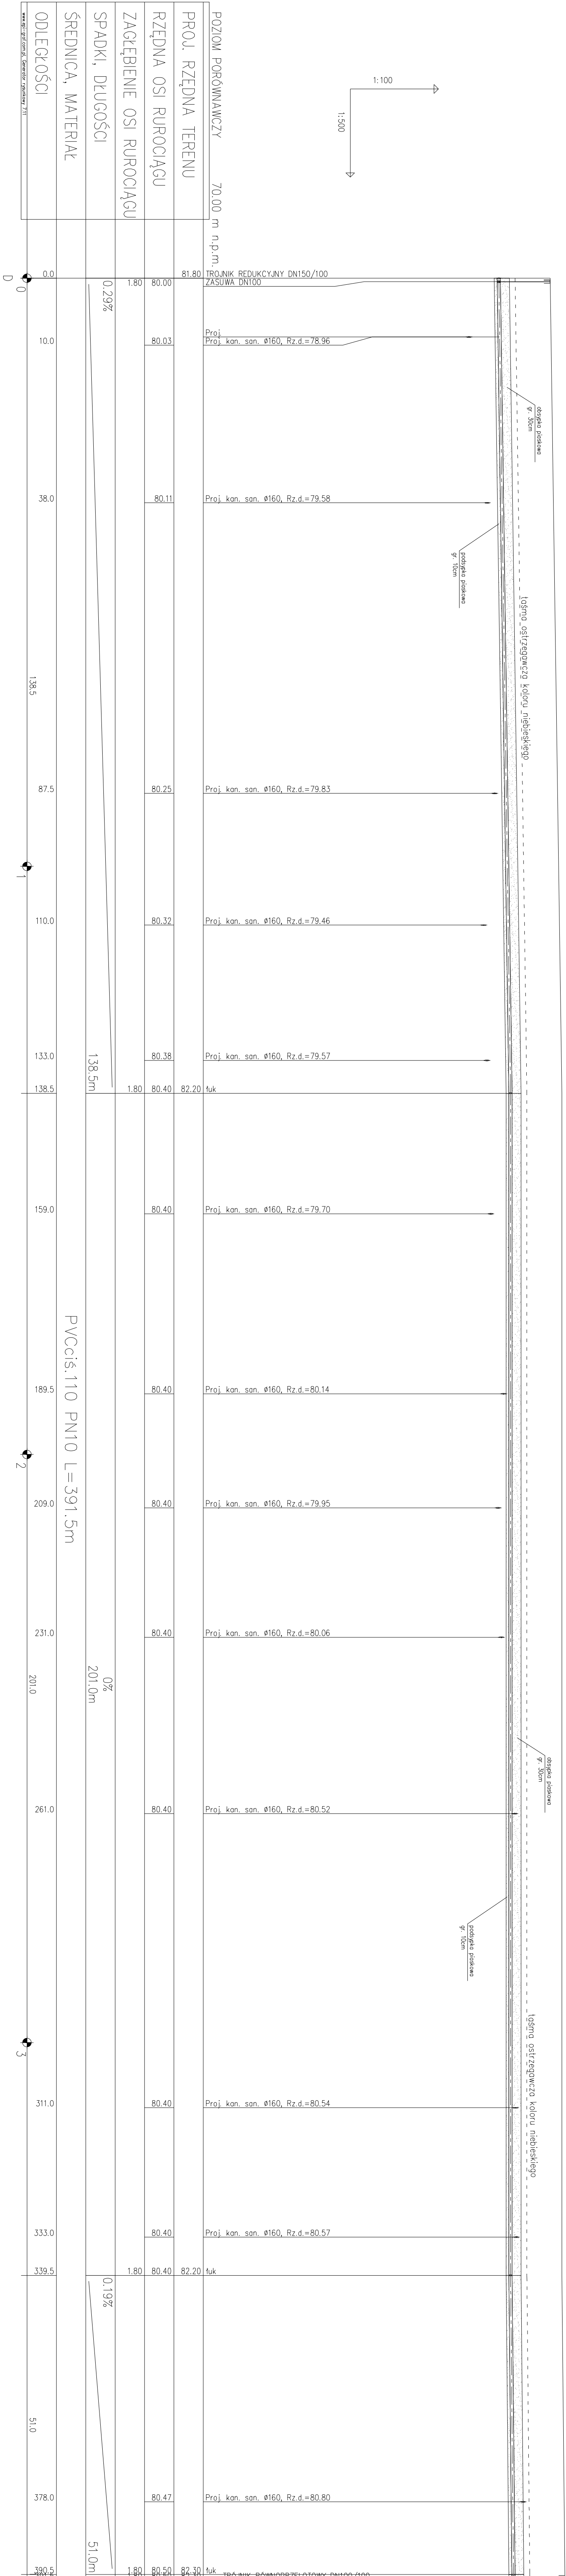 1:100
1:500
POZIOM PORÓWNAWCZY 70.00 m n.p.m.
PROJ. RZĘDNA TERENU
RZĘDNA OSI RUROCIĄGU
ZAGŁĘBIENIE OSI RUROCIĄGU
SPADKI, DŁUGOŚCI
ŚREDNICA, MATERIAŁ
ODLEGŁOŚCI
0.0 1.80 80.00 81.80 TRÓJNIK REDUKCYJNY DN150/100
ZASUWA DN100
D 0
0.29%
Proj.
10.0 80.03 Proj. kan. san. Ø160, Rz.d.=78.96
obsypka piaskowa
gr. 30cm
38.0 80.11 Proj. kan. san. Ø160, Rz.d.=79.58
podsypka piaskowa
gr. 10cm
taśma ostrzegawcza koloru niebieskiego
138.5
87.5 80.25 Proj. kan. san. Ø160, Rz.d.=79.83
1
110.0 80.32 Proj. kan. san. Ø160, Rz.d.=79.46
133.0 80.38 Proj. kan. san. Ø160, Rz.d.=79.57
138.5m
138.5 1.80 80.40 82.20 łuk
159.0 80.40 Proj. kan. san. Ø160, Rz.d.=79.70
PVCciś.110 PN10 L=391.5m
189.5 80.40 Proj. kan. san. Ø160, Rz.d.=80.14
2
209.0 80.40 Proj. kan. san. Ø160, Rz.d.=79.95
231.0 80.40 Proj. kan. san. Ø160, Rz.d.=80.06
0%
201.0m
201.0
obsypka piaskowa
gr. 30cm
261.0 80.40 Proj. kan. san. Ø160, Rz.d.=80.52
podsypka piaskowa
gr. 10cm
taśma ostrzegawcza koloru niebieskiego
3
311.0 80.40 Proj. kan. san. Ø160, Rz.d.=80.54
333.0 80.40 Proj. kan. san. Ø160, Rz.d.=80.57
339.5 1.80 80.40 82.20 łuk
0.19%
51.0
378.0 80.47 Proj. kan. san. Ø160, Rz.d.=80.80
51.0m
390.5 1.80 80.50 82.30 łuk
TRÓJNIK RÓWNOPRZELOTOWY DN100/100